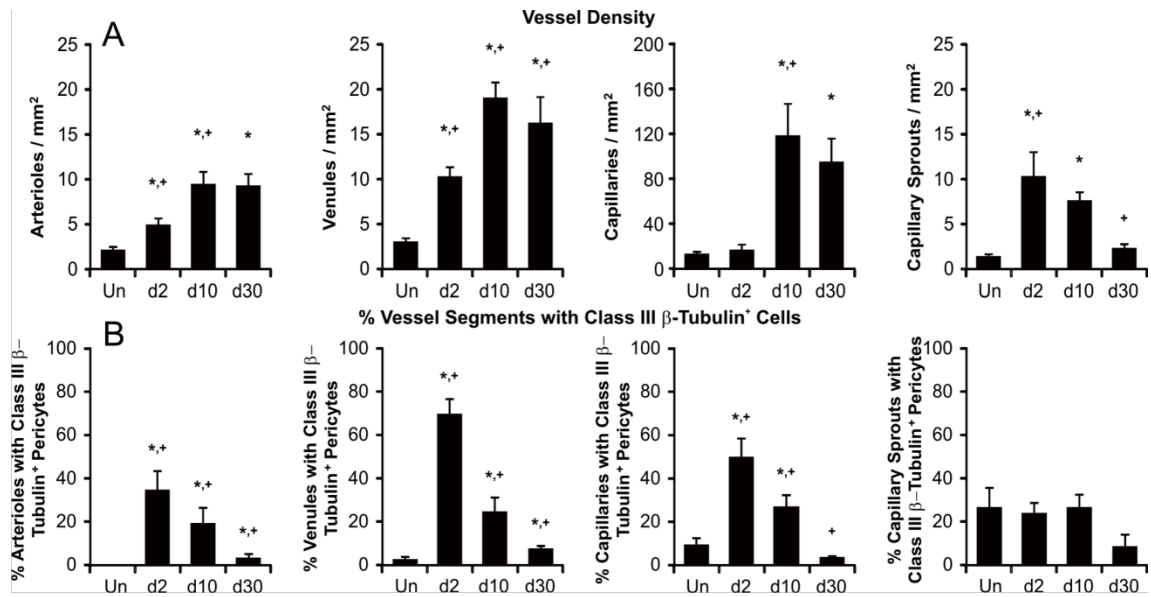 A
Vessel Density
Arterioles / mm²
25
20
15
10
5
0
*,+
*,+
*
Un d2 d10 d30
Venules / mm²
25
20
15
10
5
0
*,+
*,+
*,+
Un d2 d10 d30
Capillaries / mm²
200
160
120
80
40
0
*,+
*
Un d2 d10 d30
Capillary Sprouts / mm²
25
20
15
10
5
0
*,+
*
+
Un d2 d10 d30
B
% Vessel Segments with Class III β-Tubulin⁺ Cells
% Arterioles with Class III β–
Tubulin⁺ Pericytes
100
80
60
40
20
0
*,+
*,+
*,+
Un d2 d10 d30
% Venules with Class III β–
Tubulin⁺ Pericytes
100
80
60
40
20
0
*,+
*,+
*,+
Un d2 d10 d30
% Capillaries with Class III β–
Tubulin⁺ Pericytes
100
80
60
40
20
0
*,+
*,+
+
Un d2 d10 d30
% Capillary Sprouts with
Class III β–Tubulin⁺ Pericytes
100
80
60
40
20
0
Un d2 d10 d30